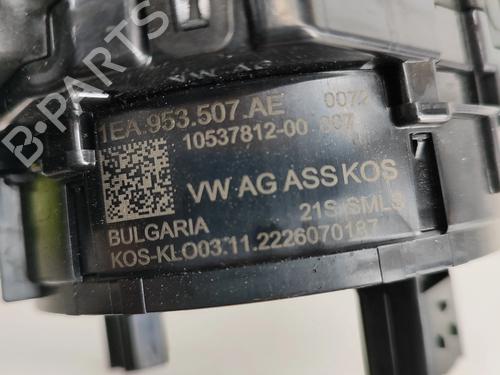 B-PARTS
1EA.953.507.AE 0072
10537812-00
VW AG ASS KOS
BULGARIA 21S SMLS
KOS-KLO03.11.2226070187